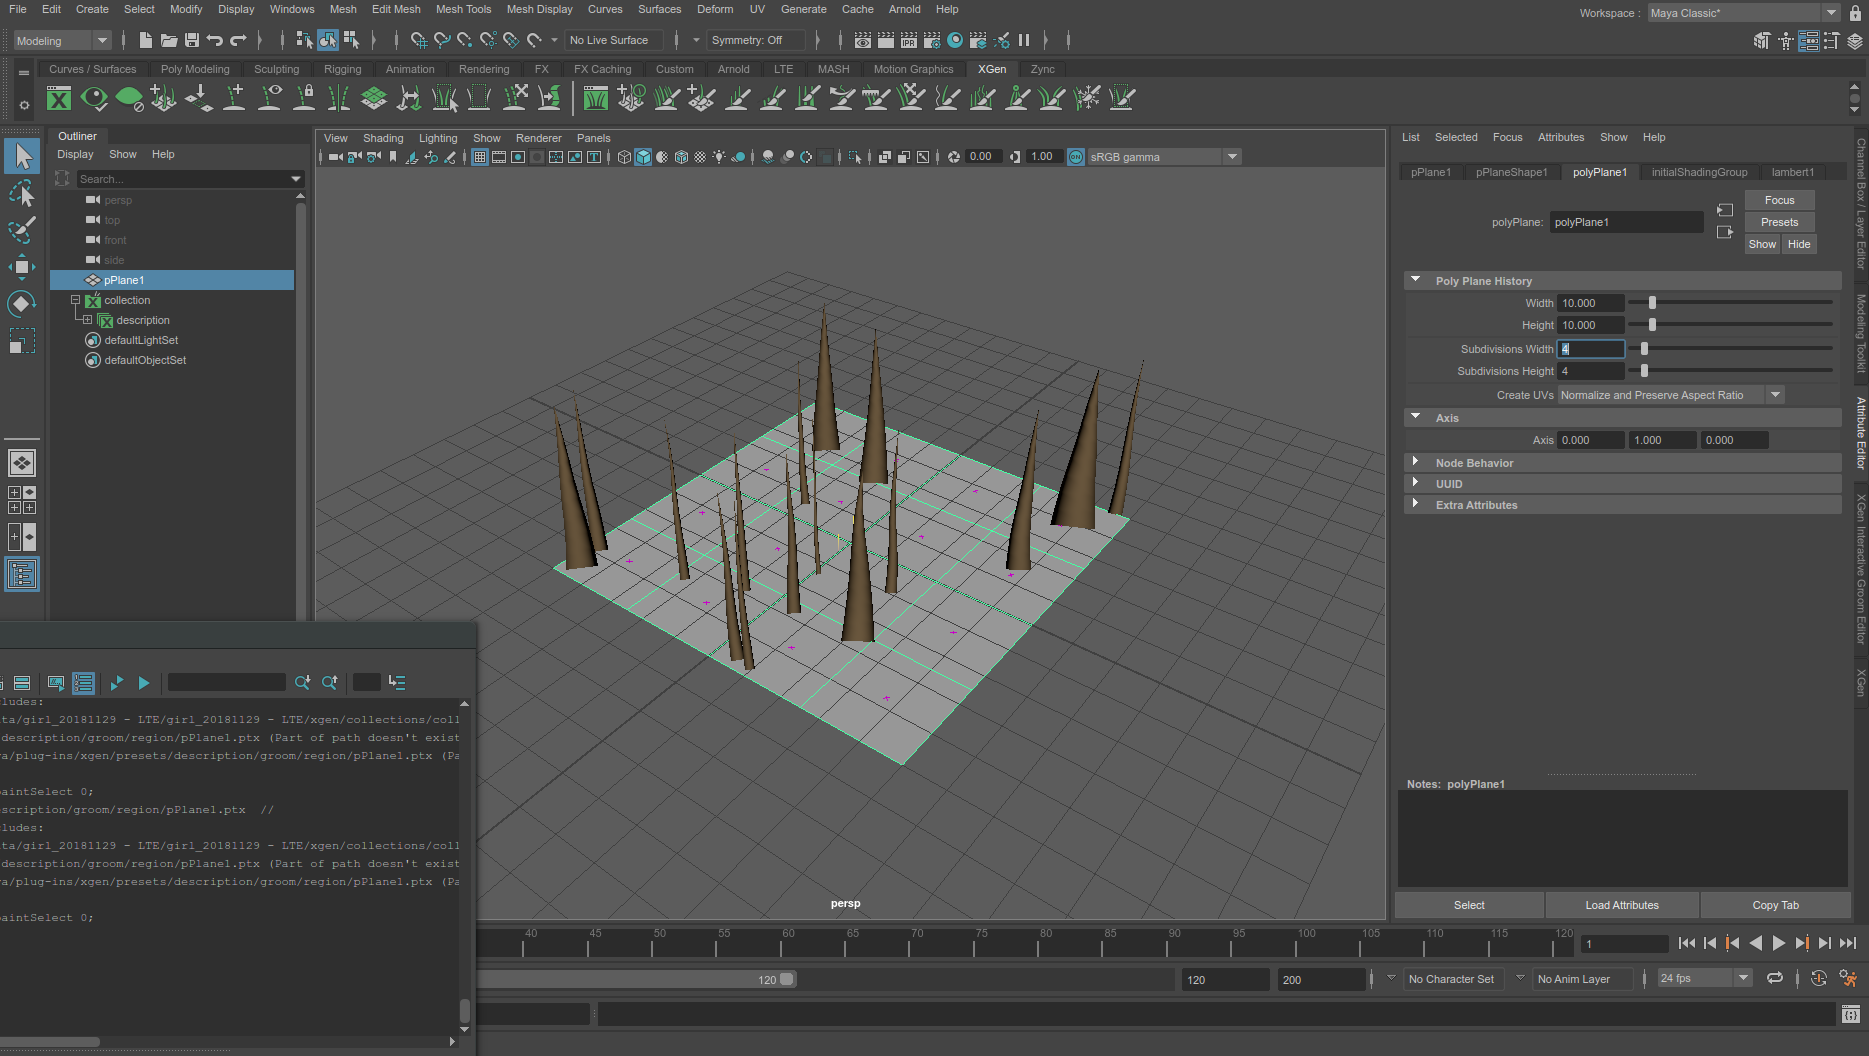 File Edit Create Select Modify Display Windows Mesh Edit Mesh Mesh Tools Mesh Display Curves Surfaces Deform UV Generate Cache Arnold Help
Workspace : Maya Classic*
Modeling
No Live Surface
Symmetry: Off
Curves / Surfaces Poly Modeling Sculpting Rigging Animation Rendering FX FX Caching Custom Arnold LTE MASH Motion Graphics XGen Zync
IPR
Outliner
Display Show Help
Search...
persp
top
front
side
pPlane1
collection
description
defaultLightSet
defaultObjectSet
View Shading Lighting Show Renderer Panels
0.00 1.00 ON sRGB gamma
persp
List Selected Focus Attributes Show Help
pPlane1 pPlaneShape1 polyPlane1 initialShadingGroup lambert1
polyPlane: polyPlane1
Focus
Presets
Show Hide
Poly Plane History
Width 10.000
Height 10.000
Subdivisions Width 4
Subdivisions Height 4
Create UVs Normalize and Preserve Aspect Ratio
Axis
Axis 0.000 1.000 0.000
Node Behavior
UUID
Extra Attributes
Notes: polyPlane1
Select Load Attributes Copy Tab
Channel Box / Layer Editor
Modeling Toolkit
Attribute Editor
XGen Interactive Groom Editor
XGen
ludes:
ta/girl_20181129 - LTE/girl_20181129 - LTE/xgen/collections/coll
description/groom/region/pPlane1.ptx (Part of path doesn't exist
a/plug-ins/xgen/presets/description/groom/region/pPlane1.ptx (Pa
aintSelect 0;
scription/groom/region/pPlane1.ptx //
ludes:
ta/girl_20181129 - LTE/girl_20181129 - LTE/xgen/collections/coll
description/groom/region/pPlane1.ptx (Part of path doesn't exist
a/plug-ins/xgen/presets/description/groom/region/pPlane1.ptx (Pa
aintSelect 0;
40 45 50 55 60 65 70 75 80 85 90 95 100 105 110 115 120
1
120
120 200
No Character Set
No Anim Layer
24 fps